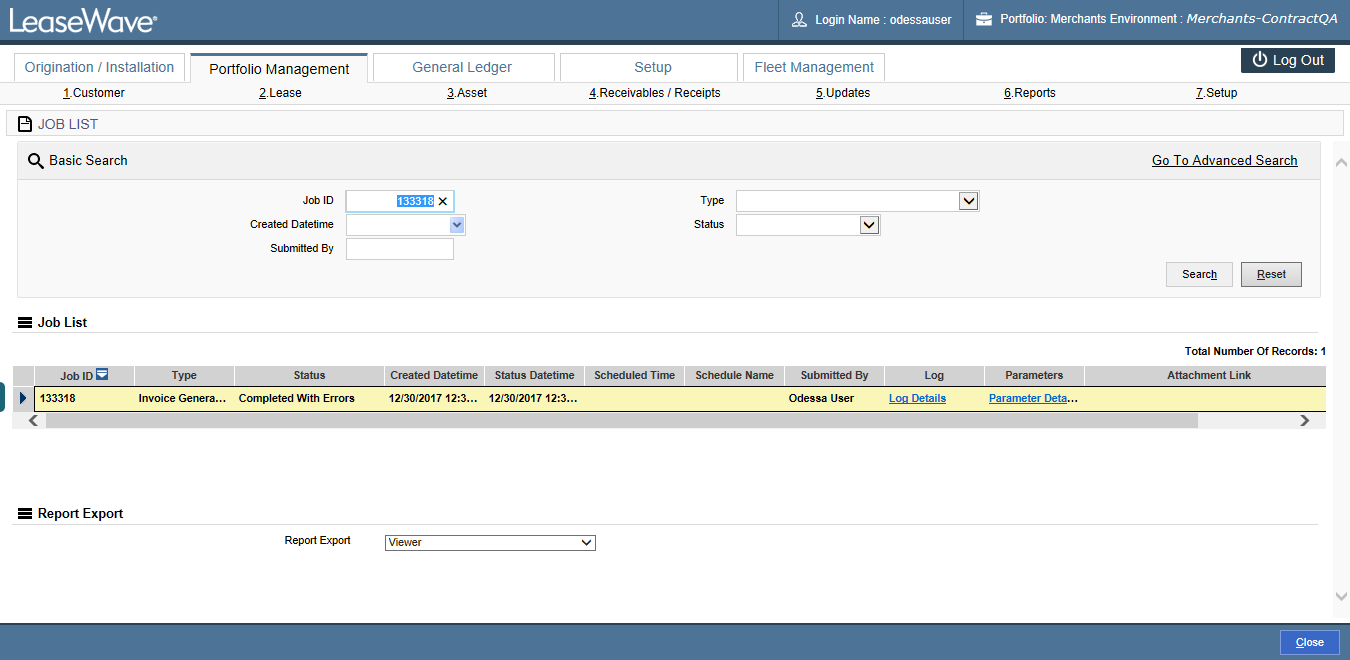 LeaseWave®
Login Name : odessauser
Portfolio: Merchants Environment : Merchants-ContractQA
Origination / Installation
Portfolio Management
General Ledger
Setup
Fleet Management
Log Out
1.Customer
2.Lease
3.Asset
4.Receivables / Receipts
5.Updates
6.Reports
7.Setup
JOB LIST
Basic Search
Go To Advanced Search
Job ID 133318
Type
Created Datetime
Status
Submitted By
Search
Reset
Job List
Total Number Of Records: 1
Job ID Type Status Created Datetime Status Datetime Scheduled Time Schedule Name Submitted By Log Parameters Attachment Link
133318 Invoice Genera... Completed With Errors 12/30/2017 12:3... 12/30/2017 12:3... Odessa User Log Details Parameter Deta...
Report Export
Report Export Viewer
Close